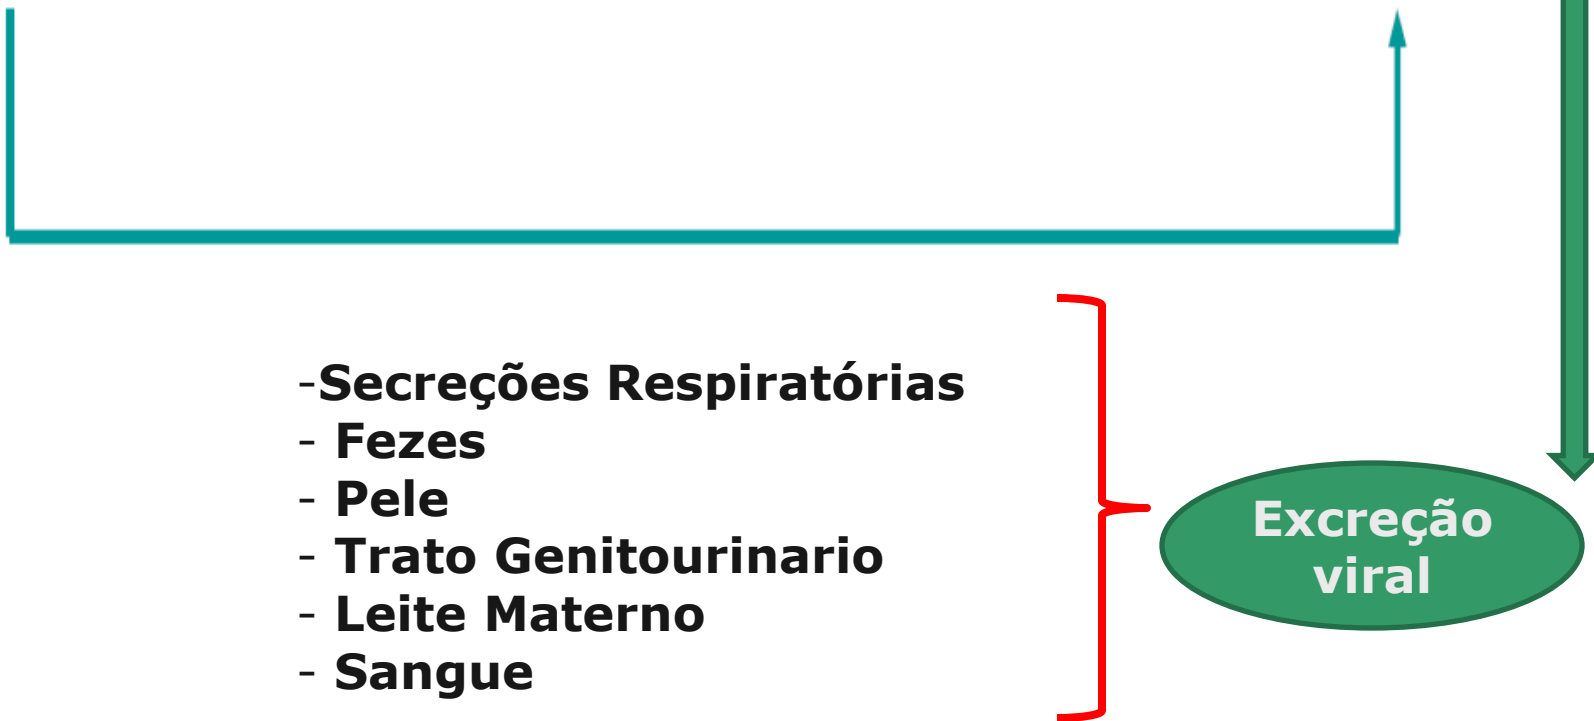 -Secreções Respiratórias
- Fezes
- Pele
- Trato Genitourinario
- Leite Materno
- Sangue
Excreção
viral